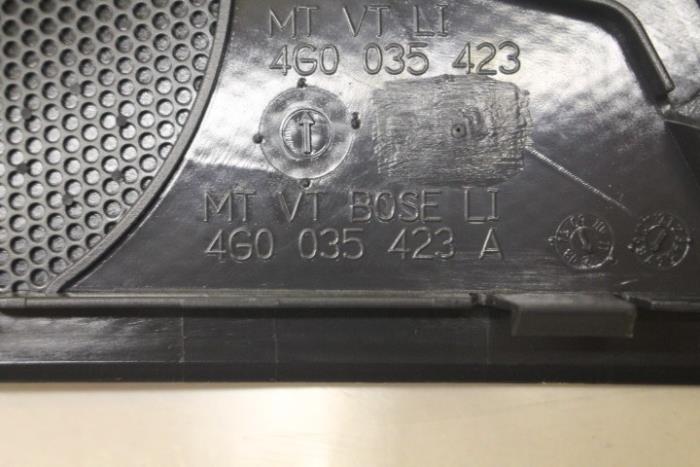 MT VT LI
4G0 035 423
MT VT BOSE LI
4G0 035 423 A